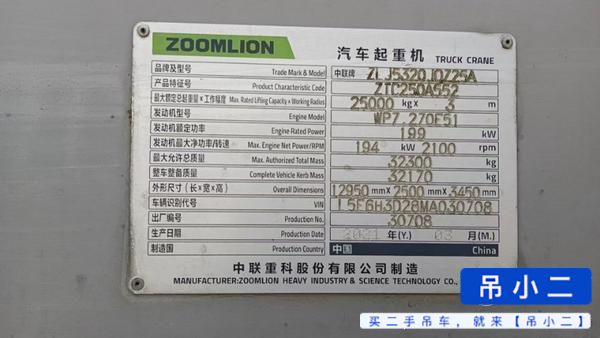 ZOOMLION 汽车起重机 TRUCK CRANE
品牌及型号 Trade Mark & Model 中联牌 ZLJ5320JQZ25A
产品特征号 Product Characteristic Code ZTC250A552
最大额定总起重量×工作幅度 Max. Rated Lifting Capacity x Working Radius 25000 kg X 3 m
发动机型号 Engine Model WP7.270E51
发动机额定功率 Engine Rated Power 199 kW
发动机最大净功率/转速 Max. Engine Net Power/RPM 194 kW 2100 rpm
最大允许总质量 Max. Authorized Total Mass 32300 kg
整车整备质量 Complete Vehicle Kerb Mass 32170 kg
外形尺寸（长×宽×高） Overall Dimensions 12950 mm X 2500 mm X 3450 mm
车辆识别代号 VIN L5E6H3D28MA030708
出厂编号 Production No. 30708
生产日期 Production Date 2021 年(Y.) 03 月(M.)
制造国 Production Country 中国 China
中联重科股份有限公司制造
MANUFACTURER:ZOOMLION HEAVY INDUSTRY & SCIENCE TECHNOLOGY CO.,
吊小二
买二手吊车，就来【吊小二】